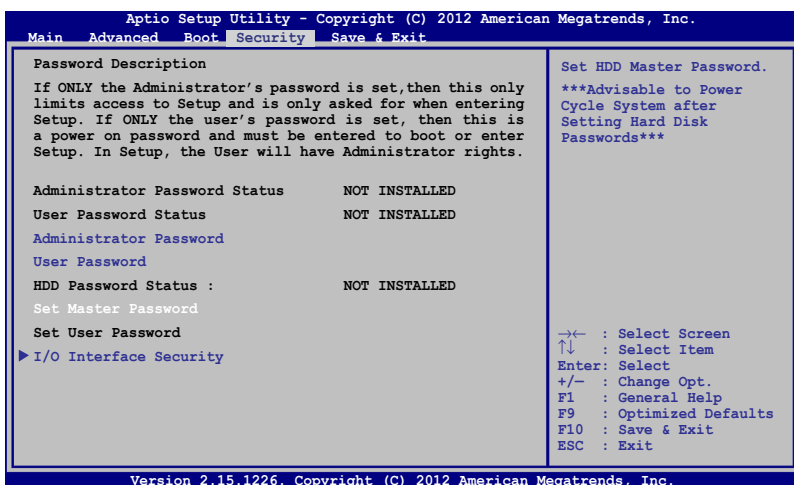 Aptio Setup Utility - Copyright (C) 2012 American Megatrends, Inc.
Main Advanced Boot Security Save & Exit
Password Description
If ONLY the Administrator's password is set,then this only
limits access to Setup and is only asked for when entering
Setup. If ONLY the user's password is set, then this is
a power on password and must be entered to boot or enter
Setup. In Setup, the User will have Administrator rights.
Administrator Password Status NOT INSTALLED
User Password Status NOT INSTALLED
Administrator Password
User Password
HDD Password Status : NOT INSTALLED
Set Master Password
Set User Password
I/O Interface Security
Set HDD Master Password.
***Advisable to Power
Cycle System after
Setting Hard Disk
Passwords***
→← : Select Screen
↑↓ : Select Item
Enter: Select
+/— : Change Opt.
F1 : General Help
F9 : Optimized Defaults
F10 : Save & Exit
ESC : Exit
Version 2.15.1226. Copyright (C) 2012 American Megatrends, Inc.